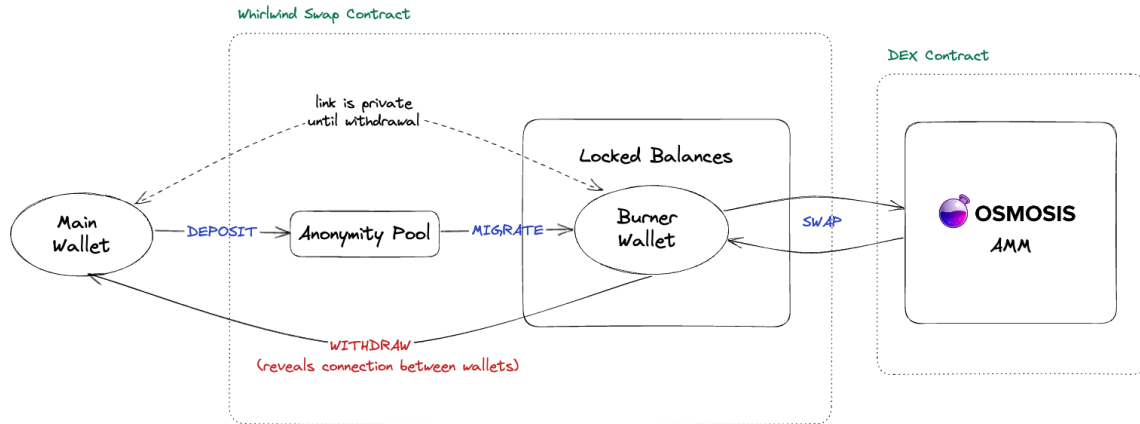 Whirlwind Swap Contract
DEX Contract
link is private
until withdrawal
Locked Balances
Main
Wallet
DEPOSIT
Anonymity Pool
MIGRATE
Burner
Wallet
SWAP
OSMOSIS
AMM
WITHDRAW
(reveals connection between wallets)